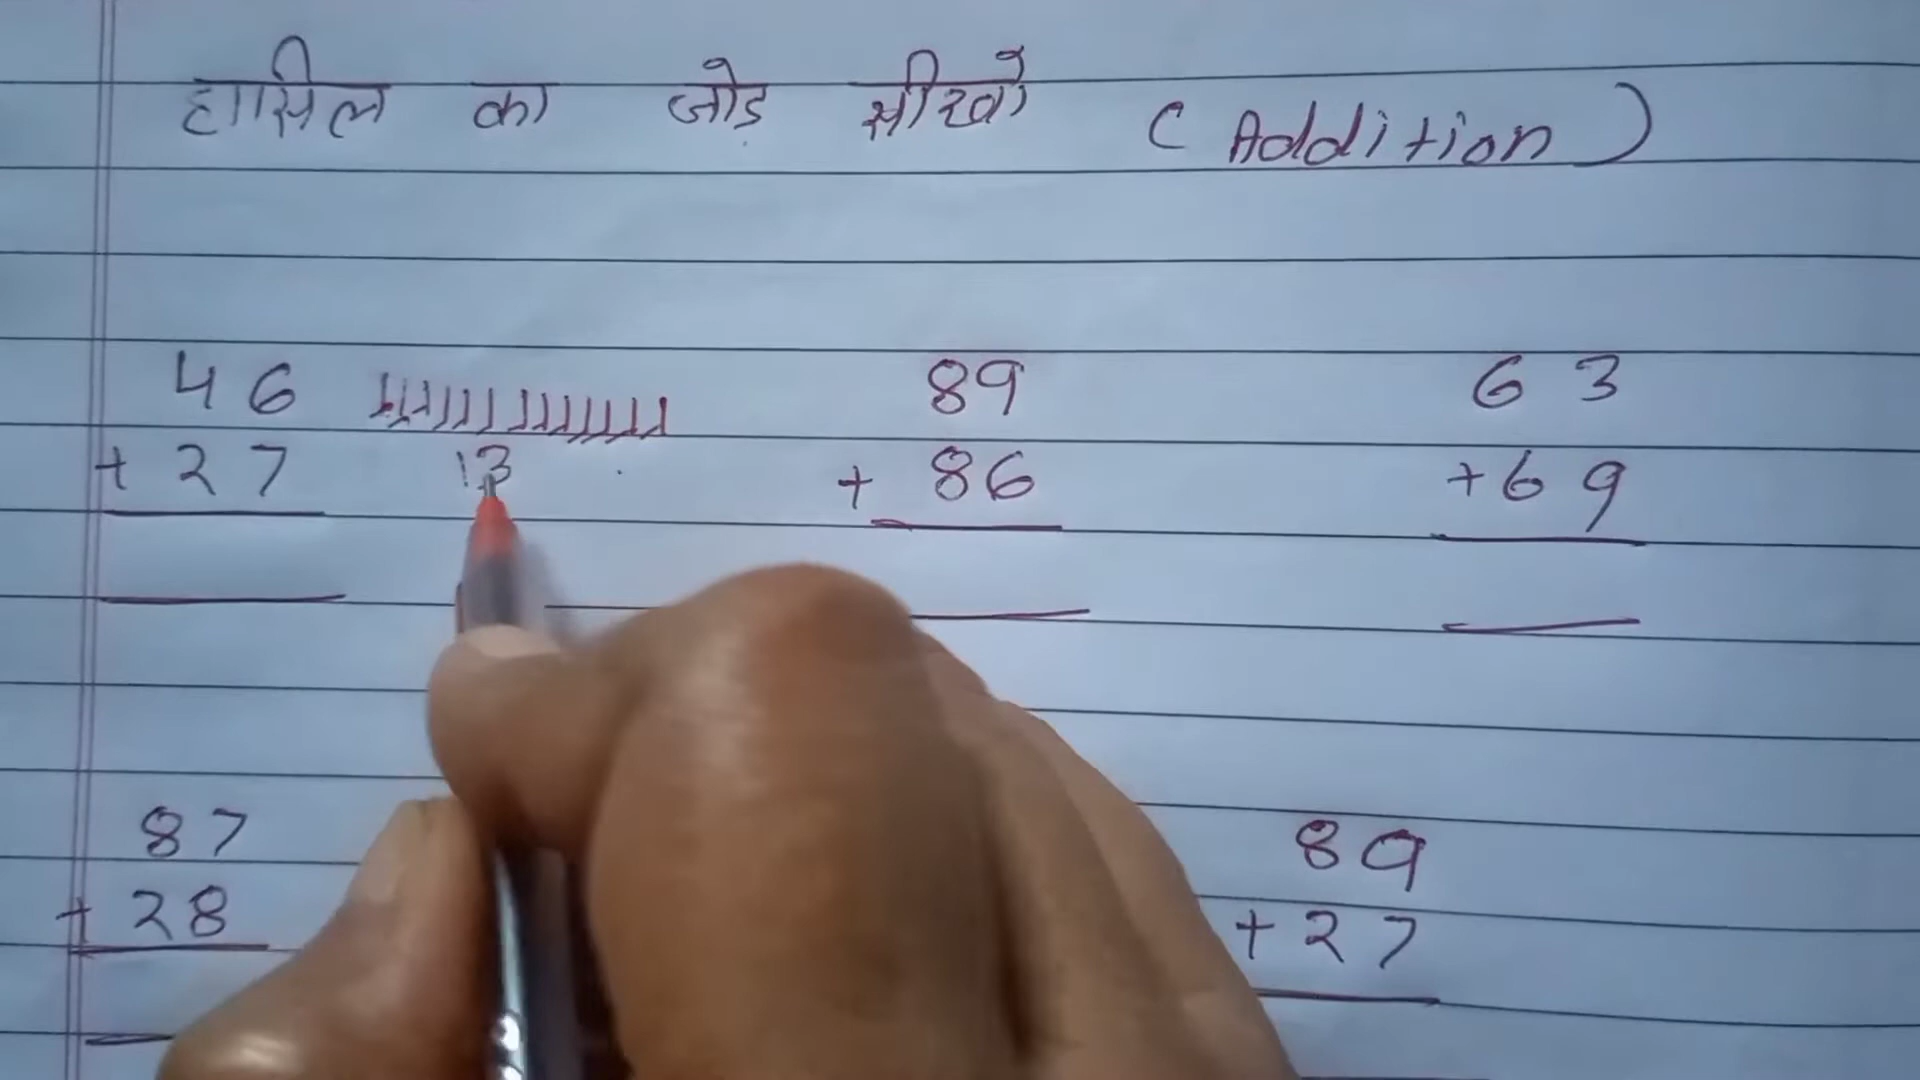 हासिल का जोड़ सीखो (Addition)
46 89 63
+27 13 +86 +69
87 89
+28 +27